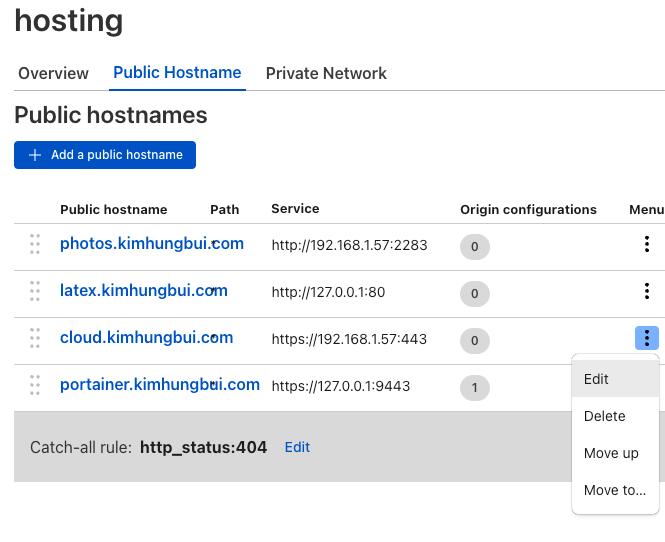 hosting
Overview Public Hostname Private Network
Public hostnames
+ Add a public hostname
Public hostname Path Service Origin configurations Menu
photos.kimhungbui.com * http://192.168.1.57:2283 0
latex.kimhungbui.com * http://127.0.0.1:80 0
cloud.kimhungbui.com * https://192.168.1.57:443 0
portainer.kimhungbui.com * https://127.0.0.1:9443 1
Catch-all rule: http_status:404 Edit
Edit
Delete
Move up
Move to...